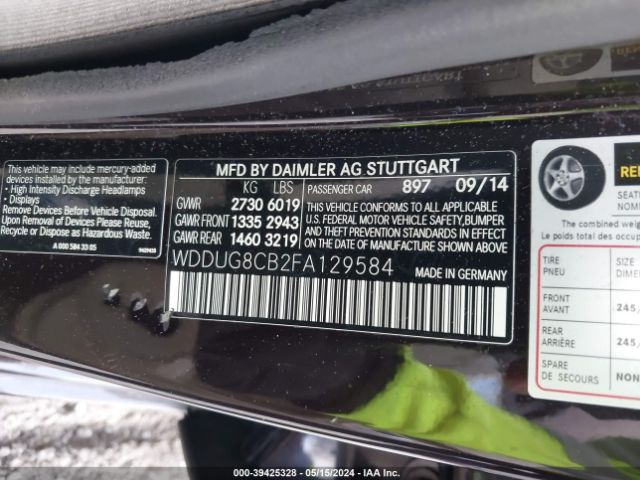 This vehicle may include mercury-added
devices installed by the manufacturer:
• High Intensity Discharge Headlamps
• Displays
Remove Devices Before Vehicle Disposal.
Upon Removal of Devices Please Reuse,
Recycle or Dispose as Hazardous Waste.
A 000 584 33 05
MFD BY DAIMLER AG STUTTGART
KG LBS
GVWR 2730 6019
GAWR FRONT 1335 2943
GAWR REAR 1460 3219
PASSENGER CAR 897 09/14
THIS VEHICLE CONFORMS TO ALL APPLICABLE
U.S. FEDERAL MOTOR VEHICLE SAFETY,BUMPER
AND THEFT PREVENTION STANDARDS IN EFFECT
ON THE DATE OF MANUFACTURE SHOWN ABOVE.
WDDUG8CB2FA129584 MADE IN GERMANY
The combined weig
Le poids total des occup
TIRE
PNEU
SIZE
DIME
FRONT
AVANT
245/
REAR
ARRIÈRE
245/
SPARE
DE SECOURS
NON
000-39425328 - 05/15/2024 - IAA Inc.